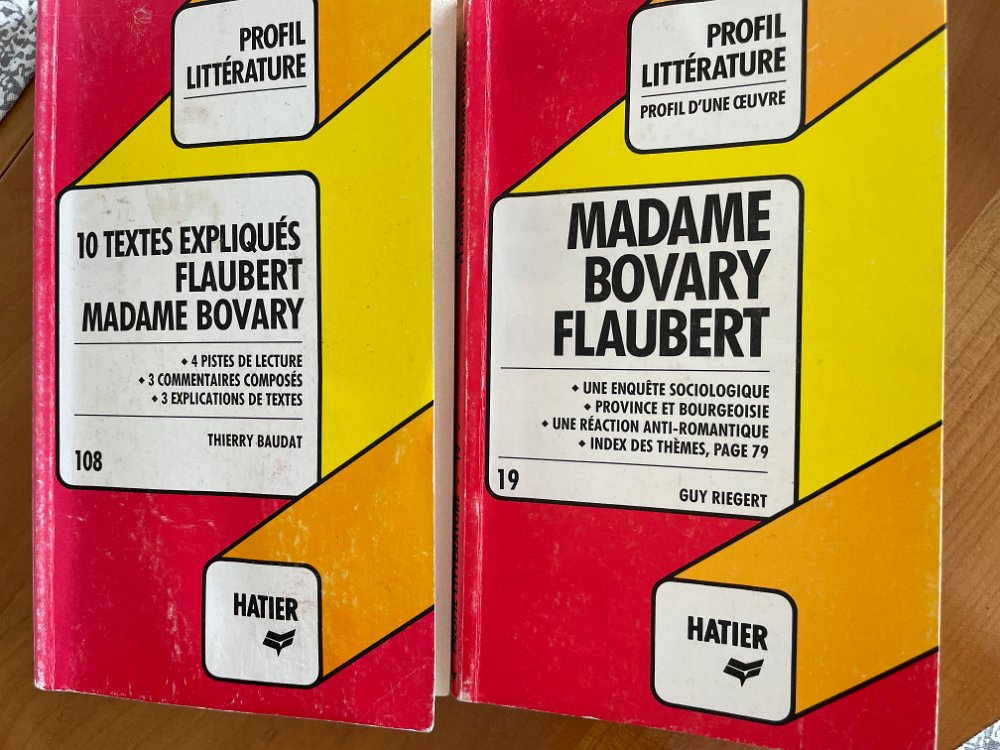 PROFIL
LITTÉRATURE
10 TEXTES EXPLIQUÉS
FLAUBERT
MADAME BOVARY
◆ 4 PISTES DE LECTURE
◆ 3 COMMENTAIRES COMPOSÉS
◆ 3 EXPLICATIONS DE TEXTES
THIERRY BAUDAT
108
HATIER
PROFIL
LITTÉRATURE
PROFIL D'UNE ŒUVRE
MADAME
BOVARY
FLAUBERT
◆ UNE ENQUÊTE SOCIOLOGIQUE
◆ PROVINCE ET BOURGEOISIE
◆ UNE RÉACTION ANTI-ROMANTIQUE
◆ INDEX DES THÈMES, PAGE 79
19
GUY RIEGERT
HATIER